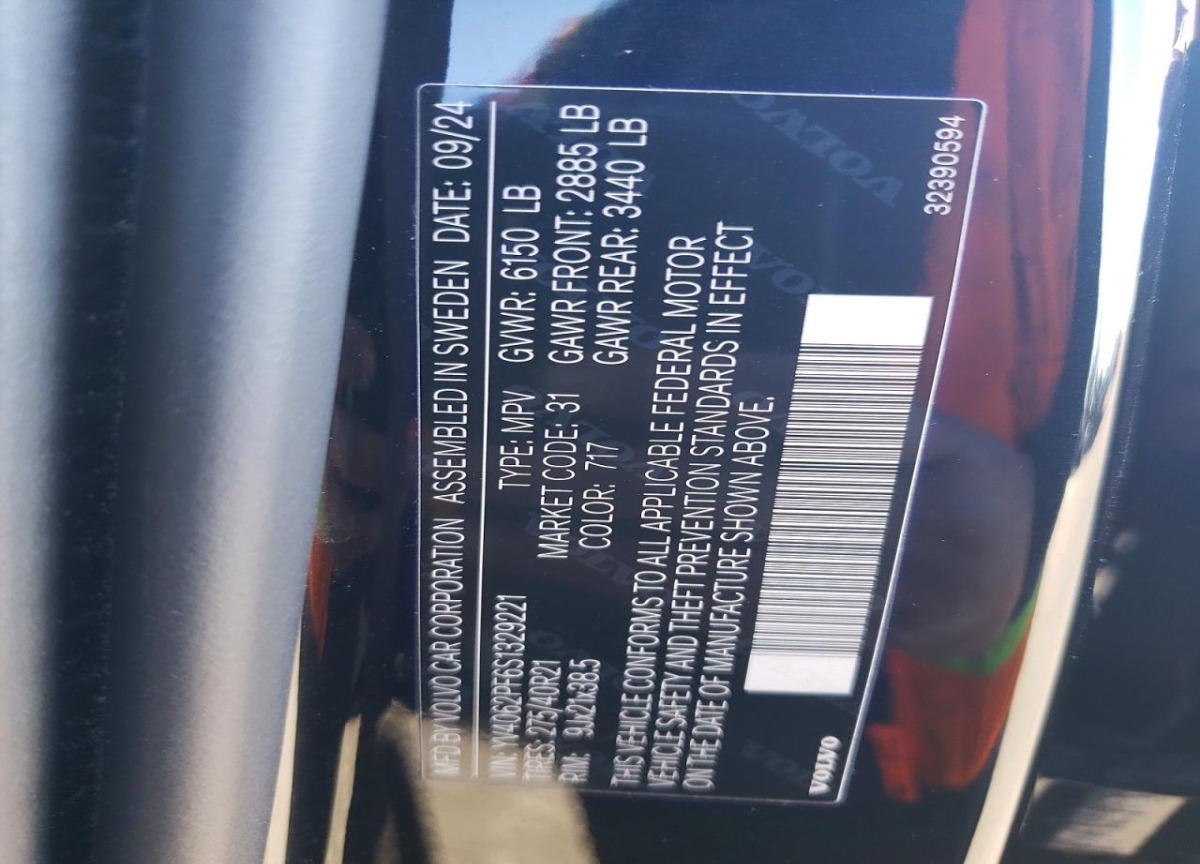 MFD BY VOLVO CAR CORPORATION ASSEMBLED IN SWEDEN DATE: 09/24
VIN: YV4062PF6S1329221 TYPE: MPV GVWR: 6150 LB
TIRES: 275/40R21 MARKET CODE: 31 GAWR FRONT: 2885 LB
RIM: 9Jx21x38.5 COLOR: 717 GAWR REAR: 3440 LB
THIS VEHICLE CONFORMS TO ALL APPLICABLE FEDERAL MOTOR
VEHICLE SAFETY AND THEFT PREVENTION STANDARDS IN EFFECT
ON THE DATE OF MANUFACTURE SHOWN ABOVE.
VOLVO 32390594